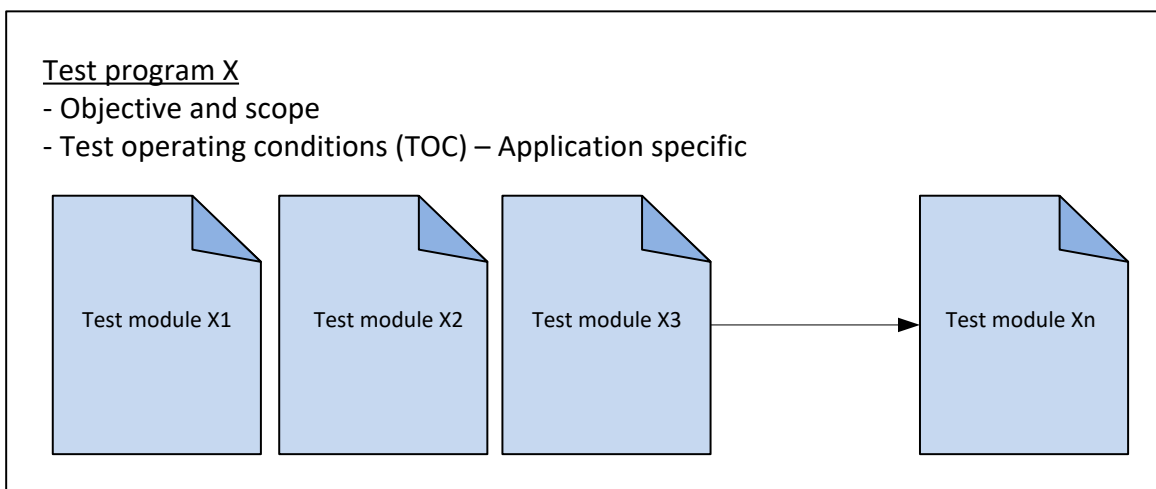 Test program X
- Objective and scope
- Test operating conditions (TOC) – Application specific
Test module X1
Test module X2
Test module X3
Test module Xn